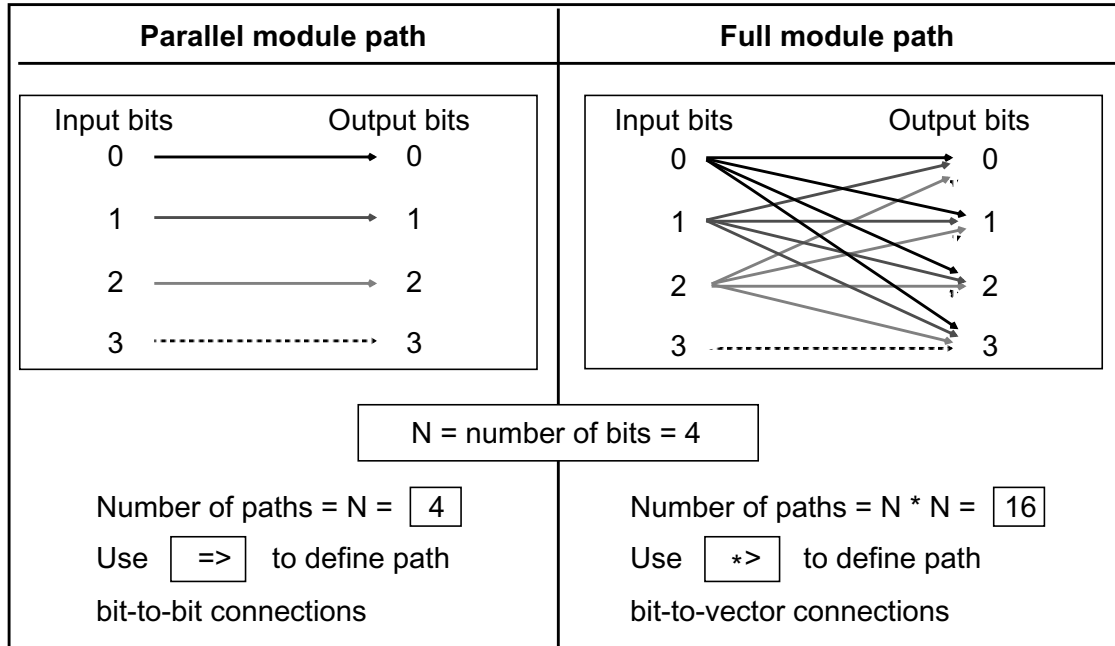 Parallel module path
Full module path
Input bits Output bits
0 0
1 1
2 2
3 3
Input bits Output bits
0 0
1 1
2 2
3 3
N = number of bits = 4
Number of paths = N = 4
Use => to define path
bit-to-bit connections
Number of paths = N * N = 16
Use *> to define path
bit-to-vector connections